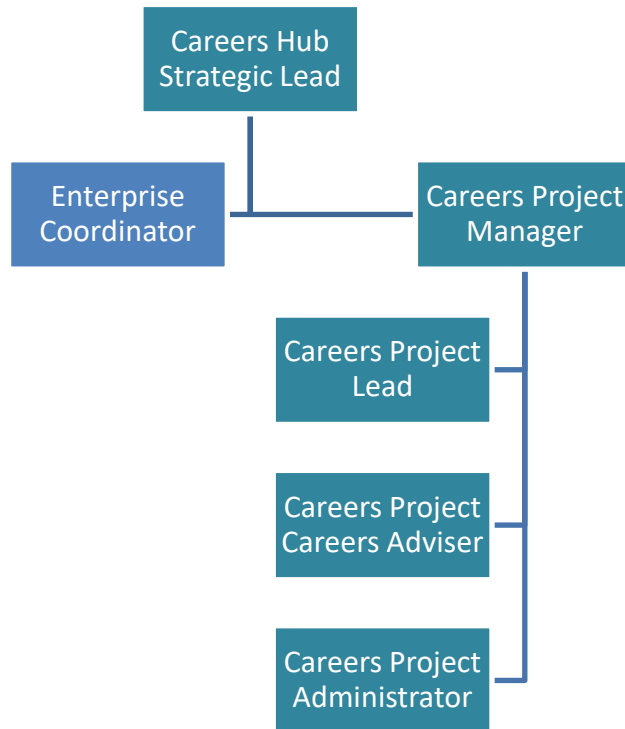 Careers Hub
Strategic Lead
Enterprise
Coordinator
Careers Project
Manager
Careers Project
Lead
Careers Project
Careers Adviser
Careers Project
Administrator